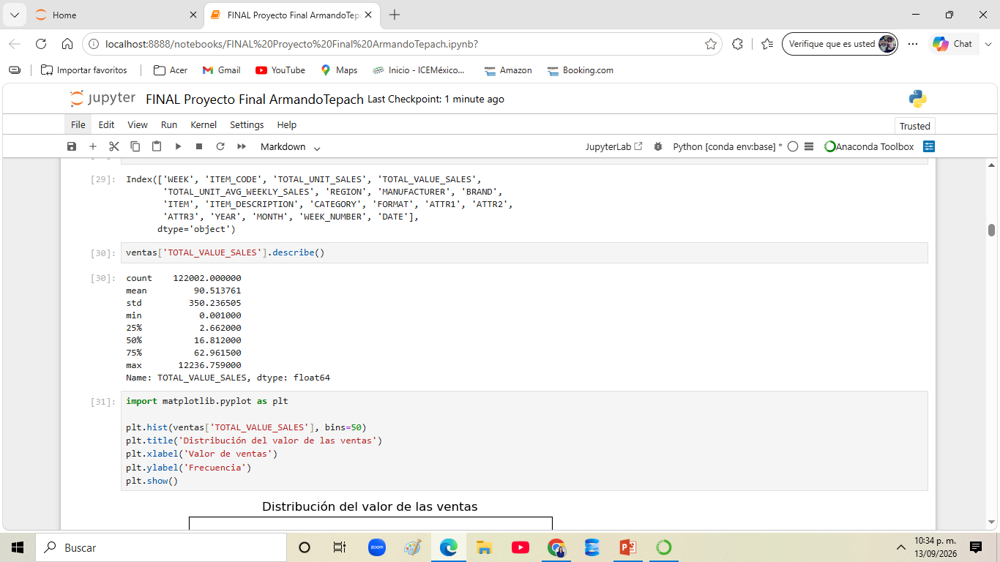 Home
FINAL Proyecto Final ArmandoTepa
localhost:8888/notebooks/FINAL%20Proyecto%20Final%20ArmandoTepach.ipynb?
Verifique que es usted
Chat
Importar favoritos
Acer
Gmail
YouTube
Maps
Inicio - ICEMéxico...
Amazon
Booking.com
jupyter FINAL Proyecto Final ArmandoTepach Last Checkpoint: 1 minute ago
File Edit View Run Kernel Settings Help
Trusted
Markdown
JupyterLab
Python [conda env:base] *
Anaconda Toolbox
[29]: Index(['WEEK', 'ITEM_CODE', 'TOTAL_UNIT_SALES', 'TOTAL_VALUE_SALES',
'TOTAL_UNIT_AVG_WEEKLY_SALES', 'REGION', 'MANUFACTURER', 'BRAND',
'ITEM', 'ITEM_DESCRIPTION', 'CATEGORY', 'FORMAT', 'ATTR1', 'ATTR2',
'ATTR3', 'YEAR', 'MONTH', 'WEEK_NUMBER', 'DATE'],
dtype='object')
[30]: ventas['TOTAL_VALUE_SALES'].describe()
[30]: count 122002.000000
mean 90.513761
std 350.236505
min 0.001000
25% 2.662000
50% 16.812000
75% 62.961500
max 12236.759000
Name: TOTAL_VALUE_SALES, dtype: float64
[31]: import matplotlib.pyplot as plt
plt.hist(ventas['TOTAL_VALUE_SALES'], bins=50)
plt.title('Distribución del valor de las ventas')
plt.xlabel('Valor de ventas')
plt.ylabel('Frecuencia')
plt.show()
Distribución del valor de las ventas
Buscar
zoom
10:34 p. m.
13/09/2026